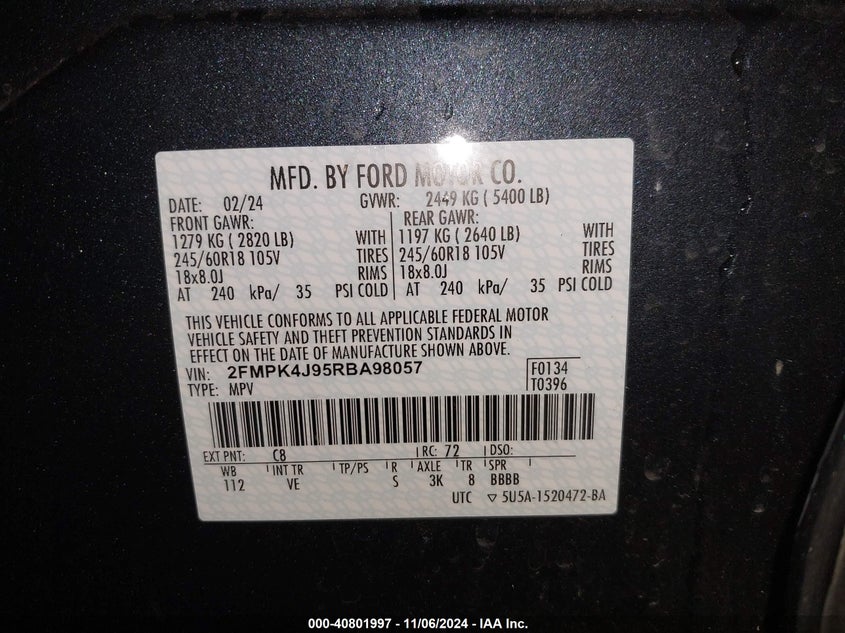 MFD. BY FORD MOTOR CO.
DATE: 02/24 GVWR: 2449 KG ( 5400 LB)
FRONT GAWR: REAR GAWR:
1279 KG ( 2820 LB) WITH 1197 KG ( 2640 LB) WITH
245/60R18 105V TIRES 245/60R18 105V TIRES
18x8.0J RIMS 18x8.0J RIMS
AT 240 kPa/ 35 PSI COLD AT 240 kPa/ 35 PSI COLD
THIS VEHICLE CONFORMS TO ALL APPLICABLE FEDERAL MOTOR
VEHICLE SAFETY AND THEFT PREVENTION STANDARDS IN
EFFECT ON THE DATE OF MANUFACTURE SHOWN ABOVE.
VIN: 2FMPK4J95RBA98057 F0134
TYPE: MPV T0396
EXT PNT: C8 RC: 72 DSO:
WB INT TR TP/PS R AXLE TR SPR
112 VE S 3K 8 BBBB
UTC ▽ 5U5A-1520472-BA
000-40801997 - 11/06/2024 - IAA Inc.